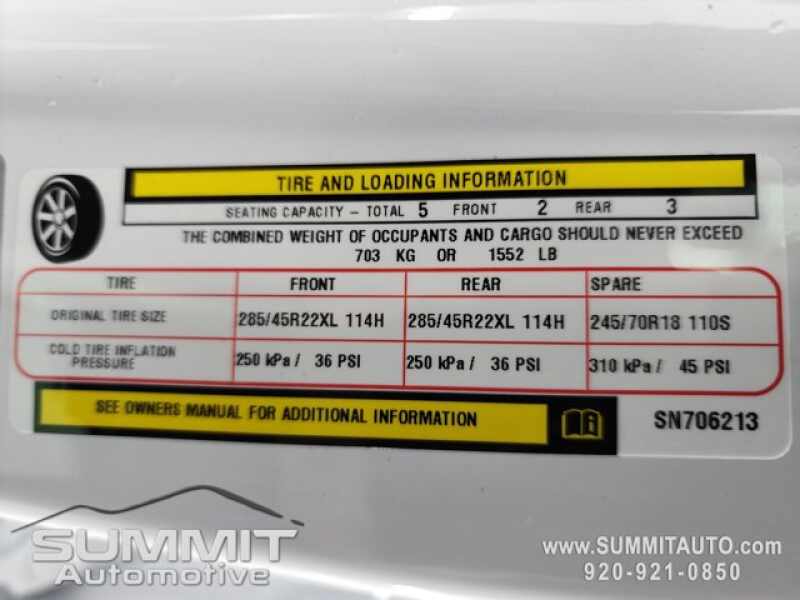 TIRE AND LOADING INFORMATION
SEATING CAPACITY – TOTAL 5 FRONT 2 REAR 3
THE COMBINED WEIGHT OF OCCUPANTS AND CARGO SHOULD NEVER EXCEED
703 KG OR 1552 LB
TIRE FRONT REAR SPARE
ORIGINAL TIRE SIZE 285/45R22XL 114H 285/45R22XL 114H 245/70R18 110S
COLD TIRE INFLATION
PRESSURE 250 kPa/ 36 PSI 250 kPa/ 36 PSI 310 kPa/ 45 PSI
SEE OWNERS MANUAL FOR ADDITIONAL INFORMATION
SN706213
SUMMIT
Automotive
www.SUMMITAUTO.com
920-921-0850